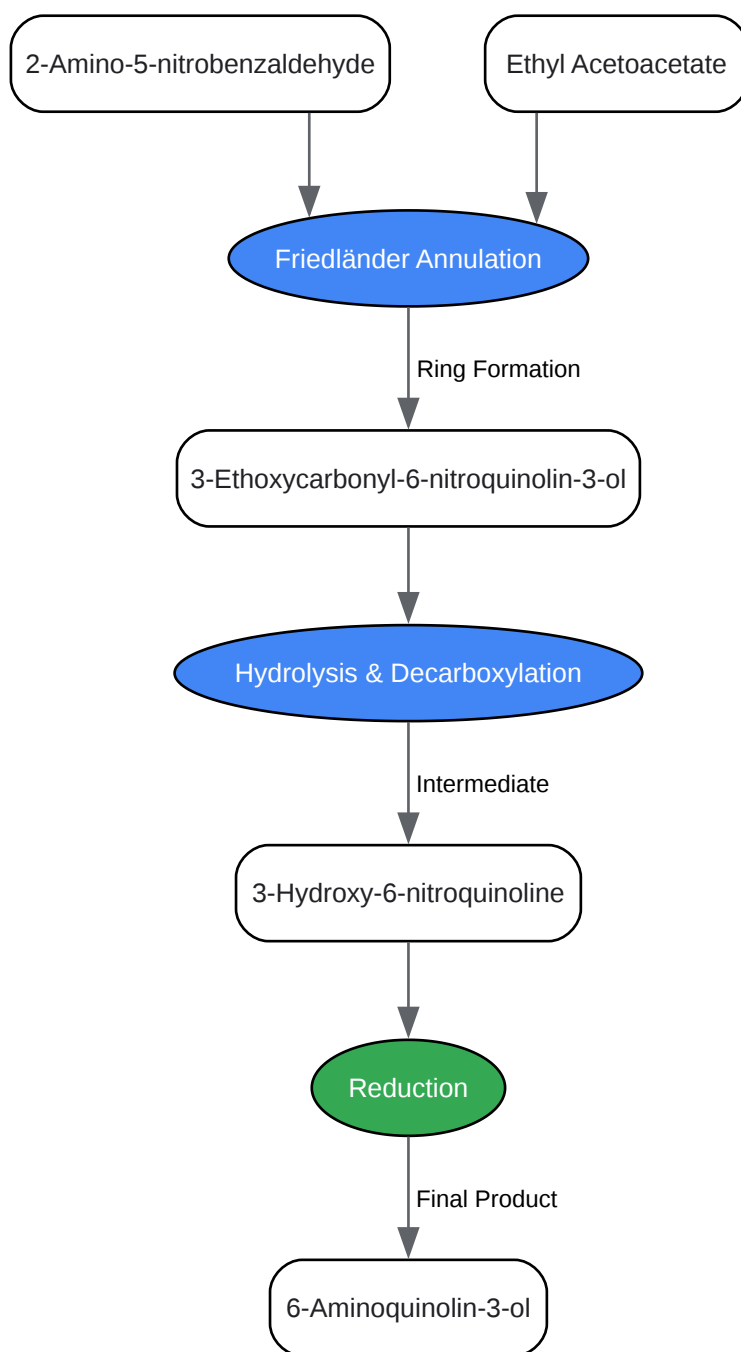 2-Amino-5-nitrobenzaldehyde
Ethyl Acetoacetate
Friedländer Annulation
Ring Formation
3-Ethoxycarbonyl-6-nitroquinolin-3-ol
Hydrolysis & Decarboxylation
Intermediate
3-Hydroxy-6-nitroquinoline
Reduction
Final Product
6-Aminoquinolin-3-ol